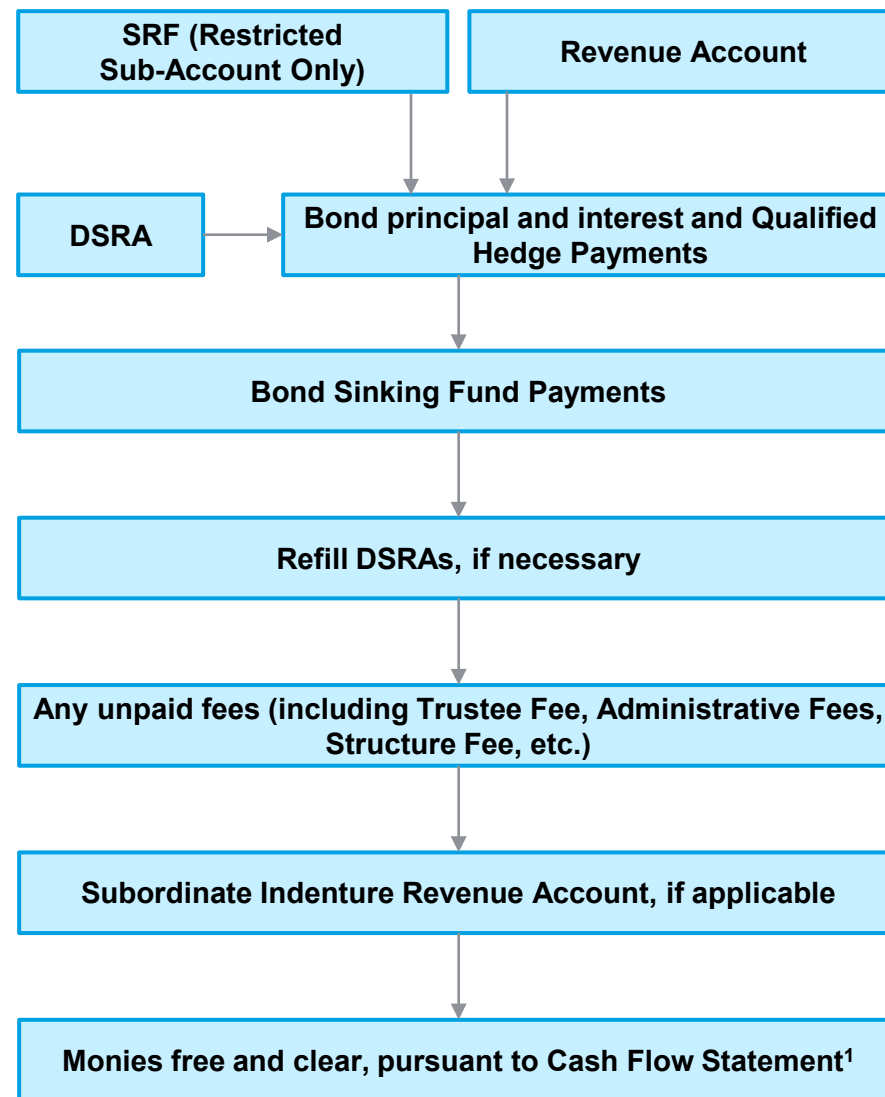 SRF (Restricted
Sub-Account Only)
Revenue Account
DSRA
Bond principal and interest and Qualified
Hedge Payments
Bond Sinking Fund Payments
Refill DSRAs, if necessary
Any unpaid fees (including Trustee Fee, Administrative Fees,
Structure Fee, etc.)
Subordinate Indenture Revenue Account, if applicable
Monies free and clear, pursuant to Cash Flow Statement¹